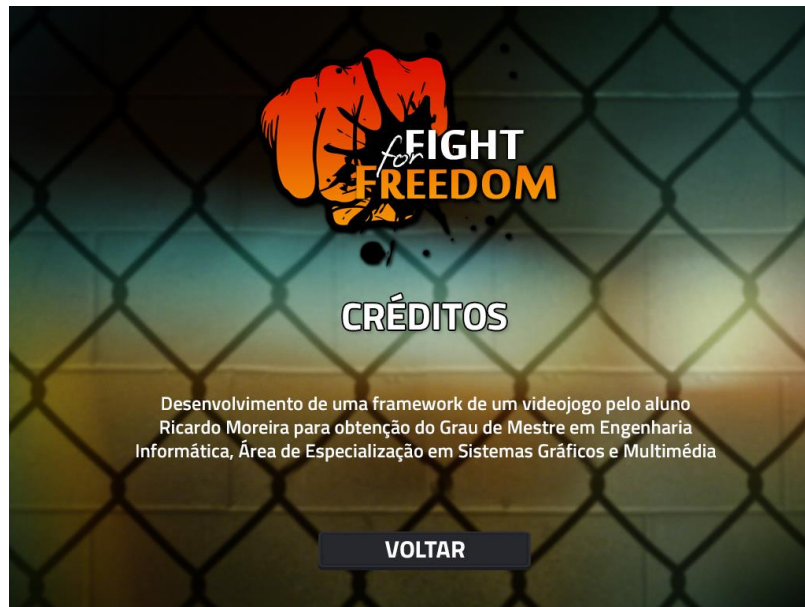 for FIGHT
FREEDOM
CRÉDITOS
Desenvolvimento de uma framework de um videojogo pelo aluno
Ricardo Moreira para obtenção do Grau de Mestre em Engenharia
Informática, Área de Especialização em Sistemas Gráficos e Multimédia
VOLTAR